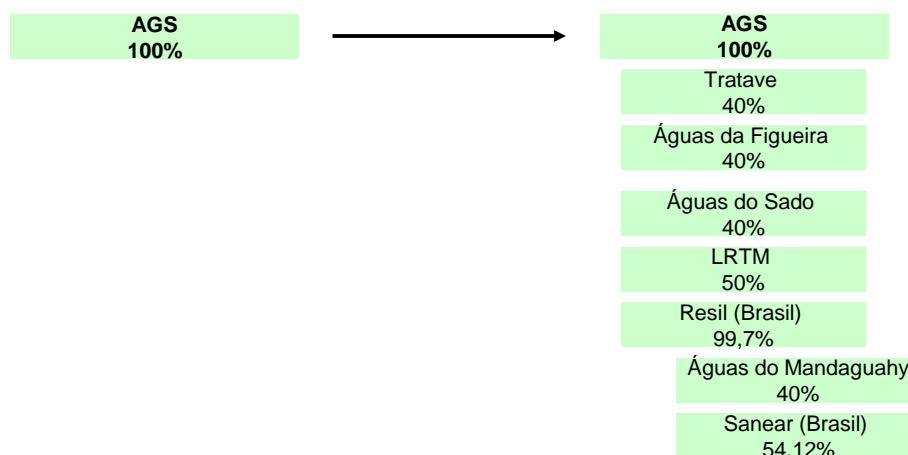 AGS
100%
AGS
100%
Tratave
40%
Águas da Figueira
40%
Águas do Sado
40%
LRTM
50%
Resil (Brasil)
99,7%
Águas do Mandaguahy
40%
Sanear (Brasil)
54,12%